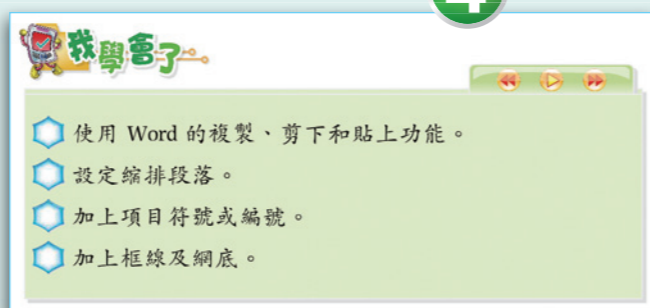 4
我學會了
使用 Word 的複製、剪下和貼上功能。
設定縮排段落。
加上項目符號或編號。
加上框線及網底。